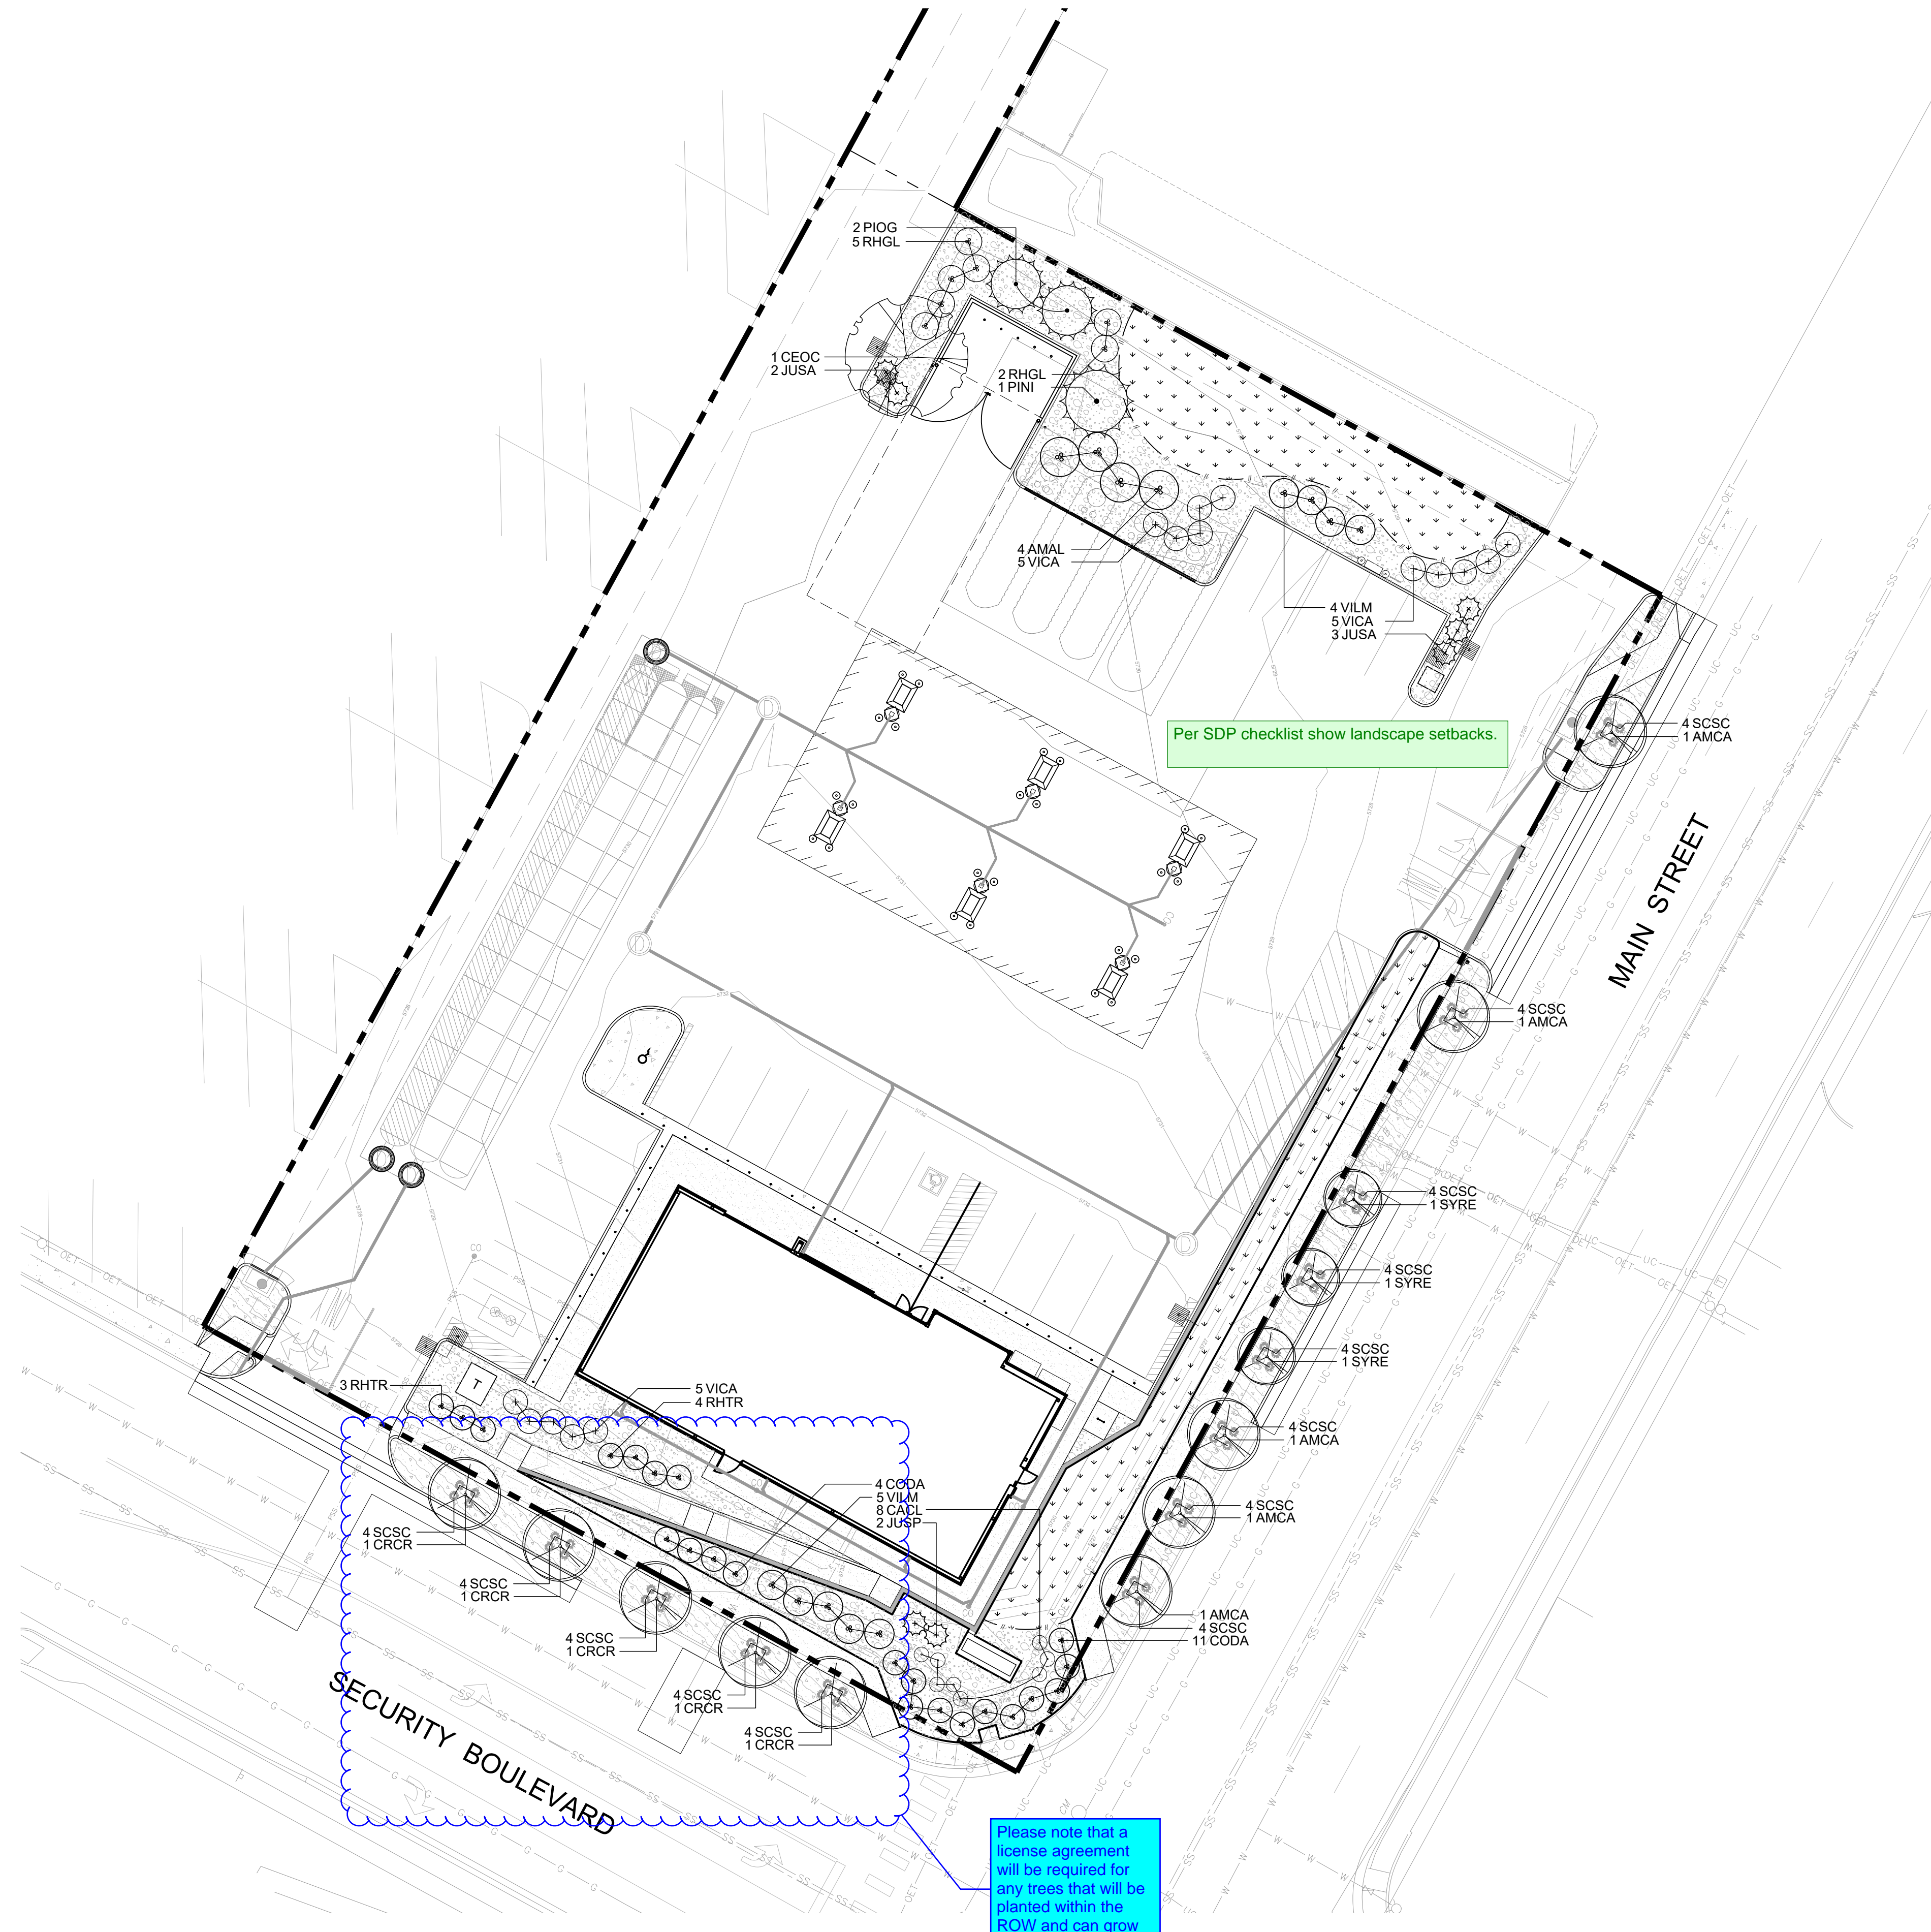 2 PIOG
5 RHGL
1 CEOC
2 JUSA
2 RHGL
1 PINI
4 AMAL
5 VICA
4 VILM
5 VICA
3 JUSA
Per SDP checklist show landscape setbacks.
4 SCSC
1 AMCA
MAIN STREET
4 SCSC
1 AMCA
4 SCSC
1 SYRE
4 SCSC
1 SYRE
4 SCSC
1 SYRE
4 SCSC
1 AMCA
4 SCSC
1 AMCA
1 AMCA
4 SCSC
11 CODA
CO
3 RHTR
T
5 VICA
4 RHTR
4 CODA
5 VILM
8 CACL
2 JUSP
4 SCSC
1 CRCR
4 SCSC
1 CRCR
4 SCSC
1 CRCR
4 SCSC
1 CRCR
4 SCSC
1 CRCR
SECURITY BOULEVARD
Please note that a
license agreement
will be required for
any trees that will be
planted within the
ROW and can grow